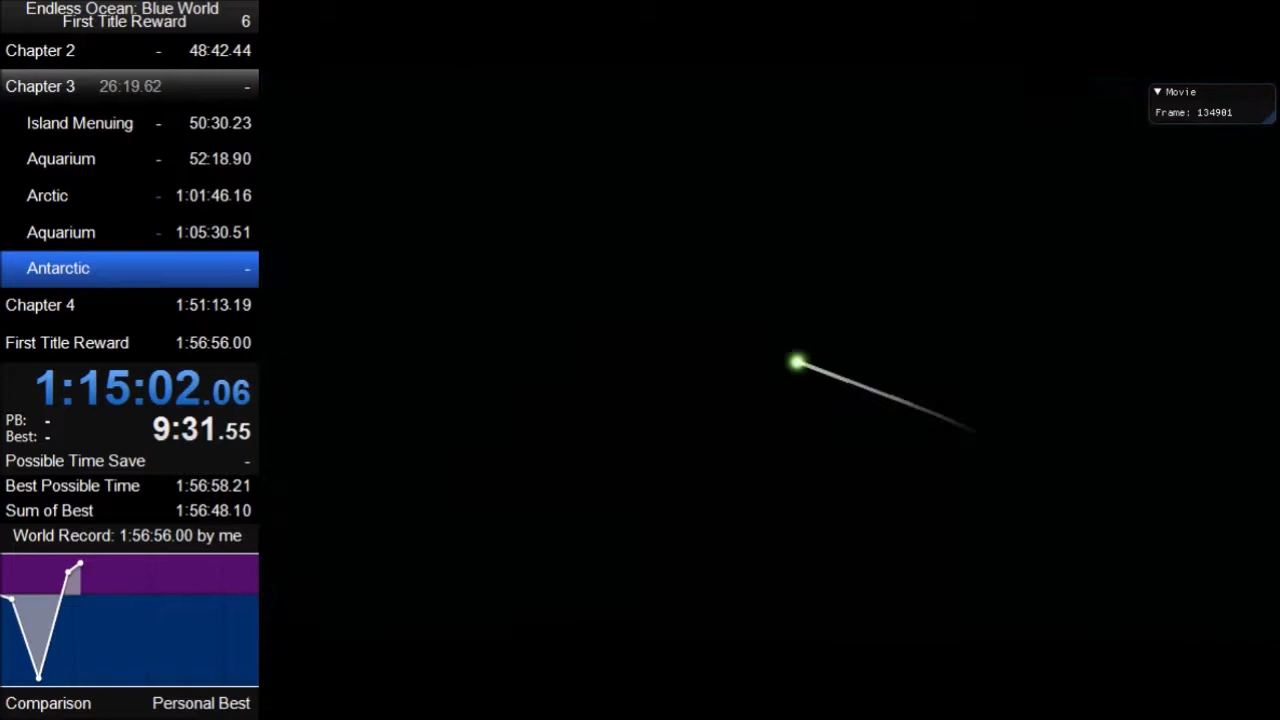 Endless Ocean: Blue World
First Title Reward 6
Chapter 2 - 48:42.44
Chapter 3 26:19.62 -
Island Menuing - 50:30.23
Aquarium - 52:18.90
Arctic - 1:01:46.16
Aquarium - 1:05:30.51
Antarctic -
Chapter 4 1:51:13.19
First Title Reward 1:56:56.00
1:15:02.06
PB: - 9:31.55
Best: -
Possible Time Save -
Best Possible Time 1:56:58.21
Sum of Best 1:56:48.10
World Record: 1:56:56.00 by me
Comparison Personal Best
▼ Movie
Frame: 134901